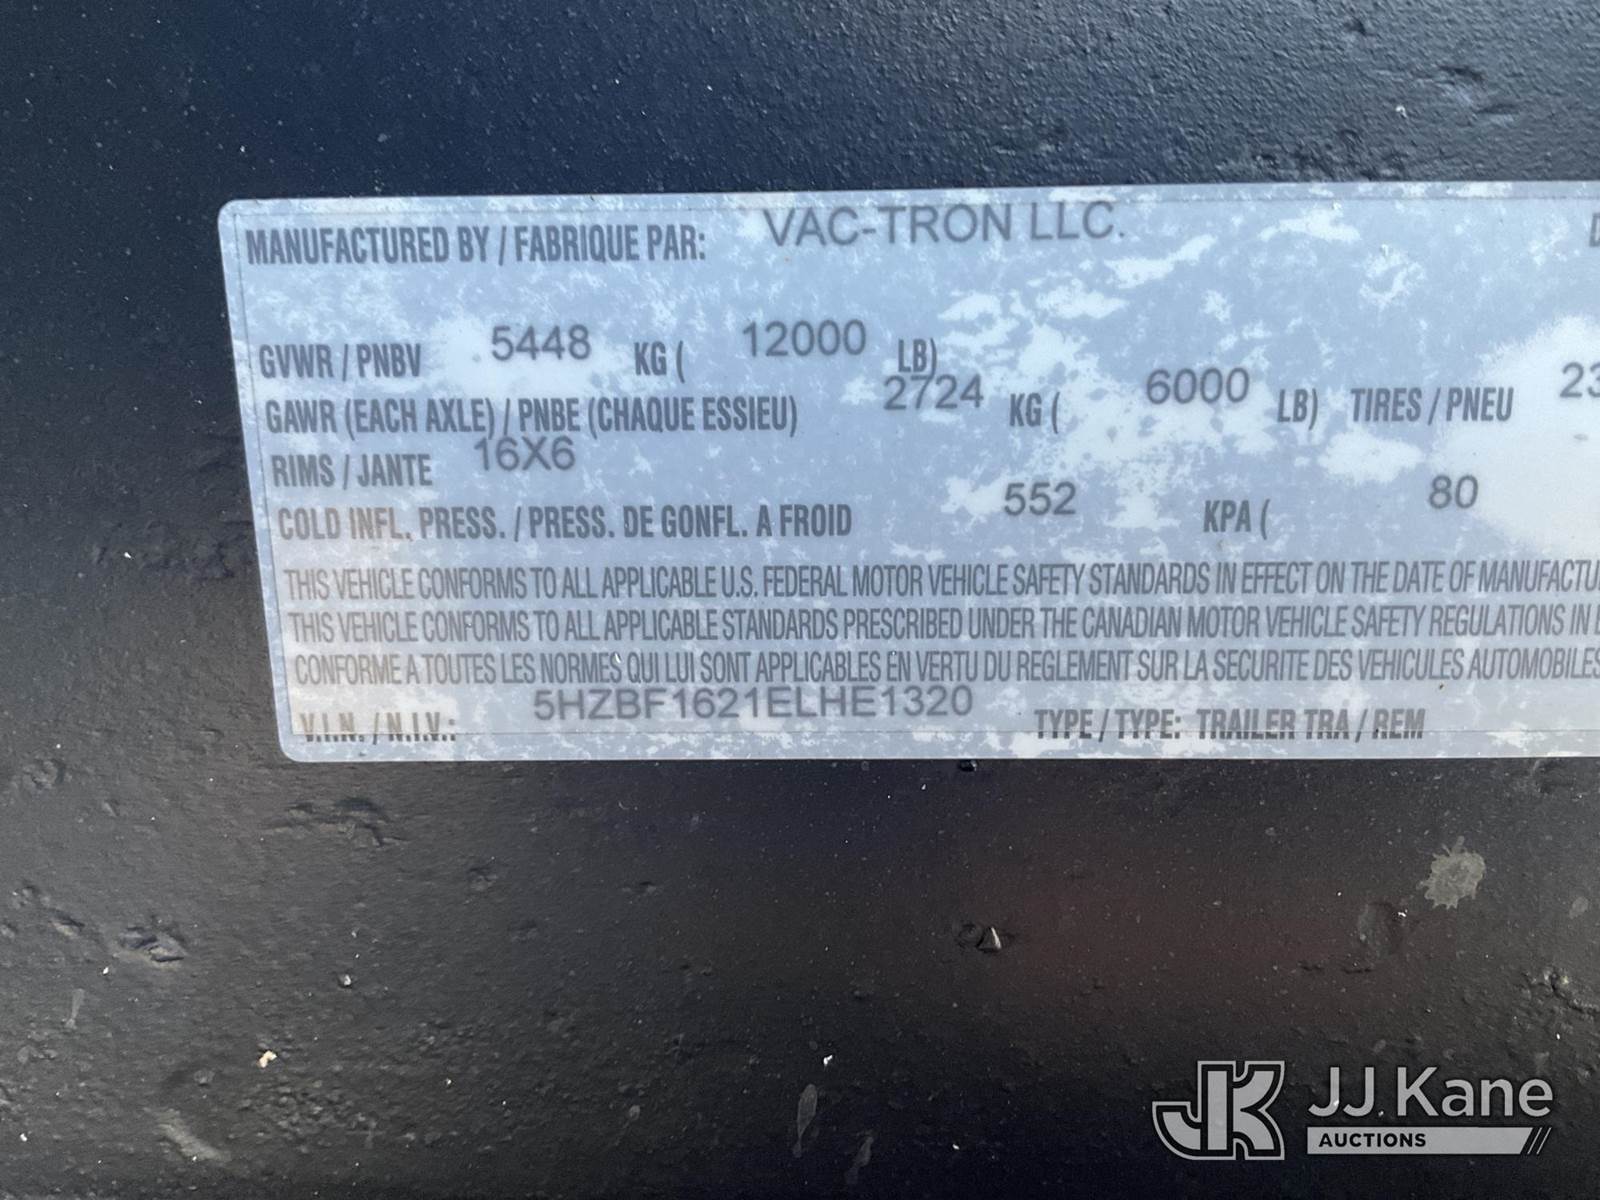 MANUFACTURED BY / FABRIQUE PAR: VAC-TRON LLC.
GVWR / PNBV 5448 KG ( 12000 LB)
GAWR (EACH AXLE) / PNBE (CHAQUE ESSIEU) 2724 KG ( 6000 LB) TIRES / PNEU 23
RIMS / JANTE 16X6
COLD INFL. PRESS. / PRESS. DE GONFL. A FROID 552 KPA ( 80
THIS VEHICLE CONFORMS TO ALL APPLICABLE U.S. FEDERAL MOTOR VEHICLE SAFETY STANDARDS IN EFFECT ON THE DATE OF MANUFACTU
THIS VEHICLE CONFORMS TO ALL APPLICABLE STANDARDS PRESCRIBED UNDER THE CANADIAN MOTOR VEHICLE SAFETY REGULATIONS IN
CONFORME A TOUTES LES NORMES QUI LUI SONT APPLICABLES EN VERTU DU REGLEMENT SUR LA SECURITE DES VEHICULES AUTOMOBILES
V.I.N. / N.I.V.: 5HZBF1621ELHE1320 TYPE / TYPE: TRAILER TRA / REM
JK JJ Kane
AUCTIONS